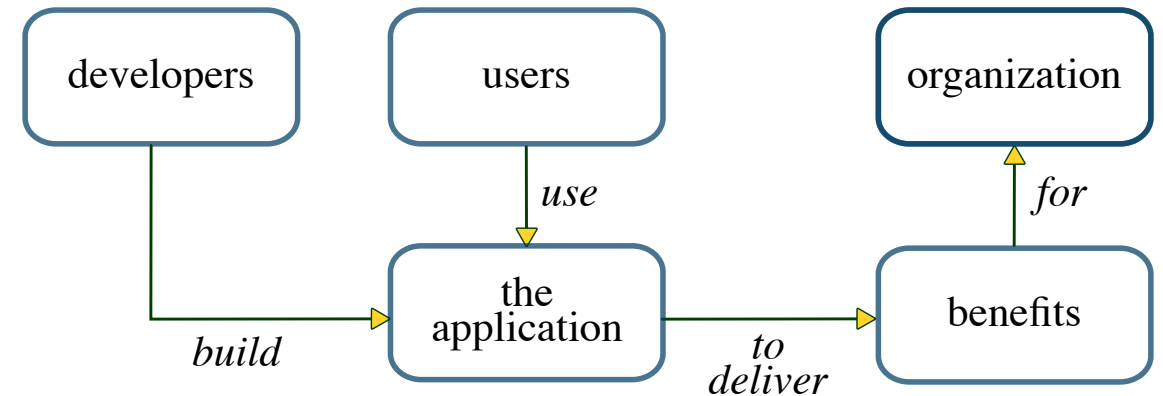 developers
users
organization
use
for
the
application
benefits
build
to
deliver